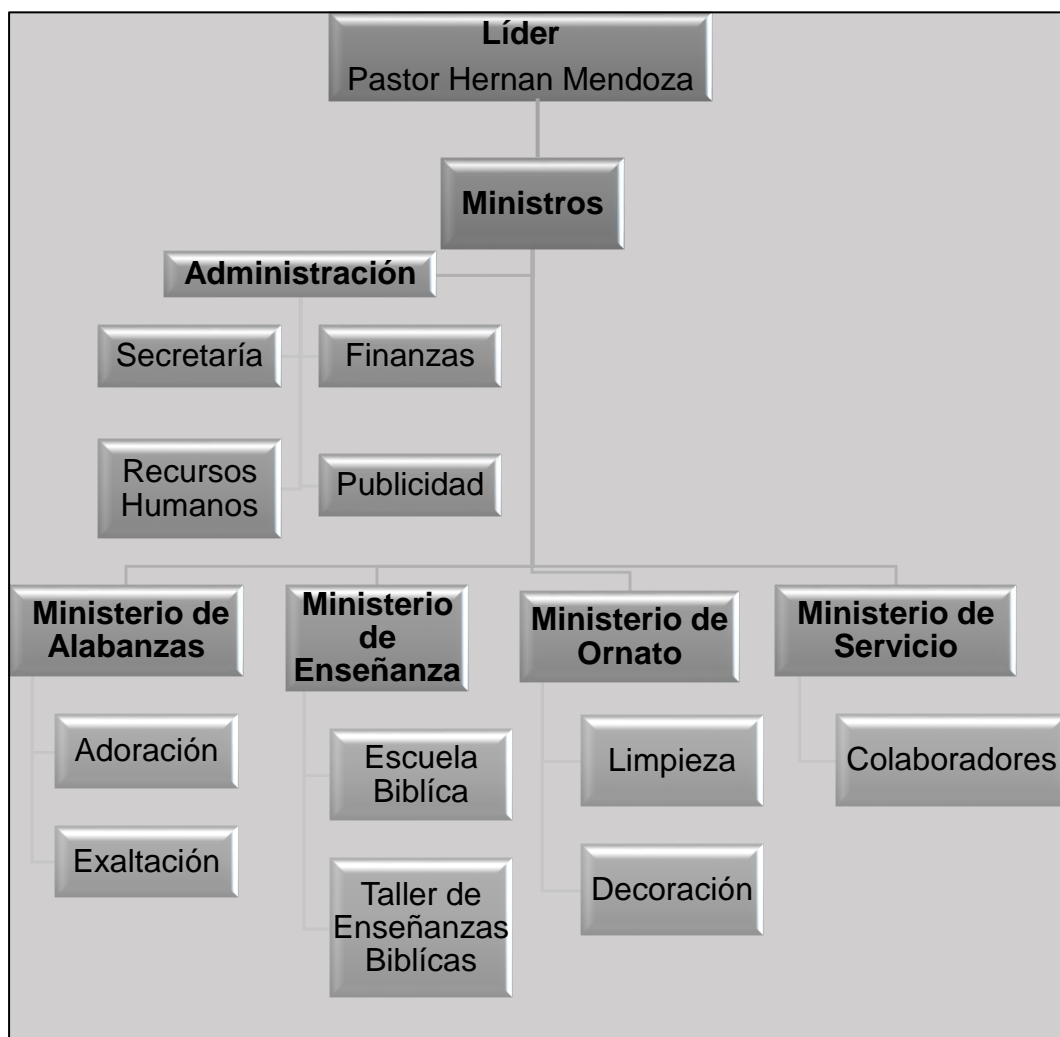 Líder
Pastor Hernan Mendoza
Ministros
Administración
Secretaría
Finanzas
Recursos
Humanos
Publicidad
Ministerio de
Alabanzas
Adoración
Exaltación
Ministerio
de
Enseñanza
Escuela
Biblíca
Taller de
Enseñanzas
Biblícas
Ministerio de
Ornato
Limpieza
Decoración
Ministerio de
Servicio
Colaboradores